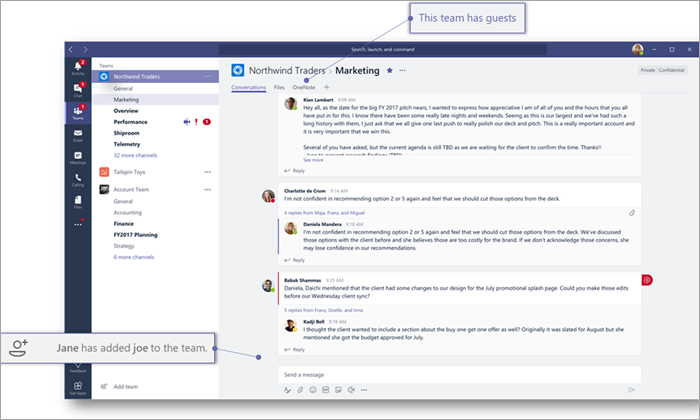 This team has guests
Search, launch, and command
Activity
Chat
Teams
Email
Meetings
Calling
Files
Feedback
Get Apps
Teams
Northwind Traders
General
Marketing
Overview
Performance
Shiproom
Telemetry
32 more channels
Tailspin Toys
Account Team
General
Accounting
Finance
FY2017 Planning
Strategy
6 more channels
Add team
Northwind Traders > Marketing
Private Confidential
Conversations Files OneNote
Kian Lambert 9:09 AM
Hey all, as the date for the big FY 2017 pitch nears, I wanted to express how appreciative I am of all of you and the hours that you all
have put in for this. I know there have been some really late nights and weekends. Seeing as this is our largest and we've had such a
long history with them, I just ask that we all give one last push to really polish our deck and pitch. This is a really important account and
it is very important that we win this.
Several of you have asked, but the current agenda is still TBD as we are waiting for the client to confirm the time. Thanks!!
See more
Reply
Charlotte de Crum 9:14 AM
I'm not confident in recommending option 2 or 5 again and feel that we should cut those options from the deck.
4 replies from Maja, Franz, and Miguel
Daniela Mandera 9:18 AM
I'm not confident in recommending option 2 or 5 again and feel that we should cut those options from the deck. We've discussed
those options with the client before and she believes those are too costly for the brand. If we don't acknowledge those concerns, she
may lose confidence in our recommendations.
Reply
Babak Shammas 9:25 AM
Daniela, Daichi mentioned that the client had some changes to our design for the July promotional splash page. Could you make those edits
before our Wednesday client sync?
5 replies from Franz, Giselle, and Irina
Kadji Bell 9:18 AM
I thought the client wanted to include a section about the buy one get one offer as well? Originally it was slated for August but she
mentioned she got the budget approved for July.
Reply
Jane has added joe to the team.
Send a message